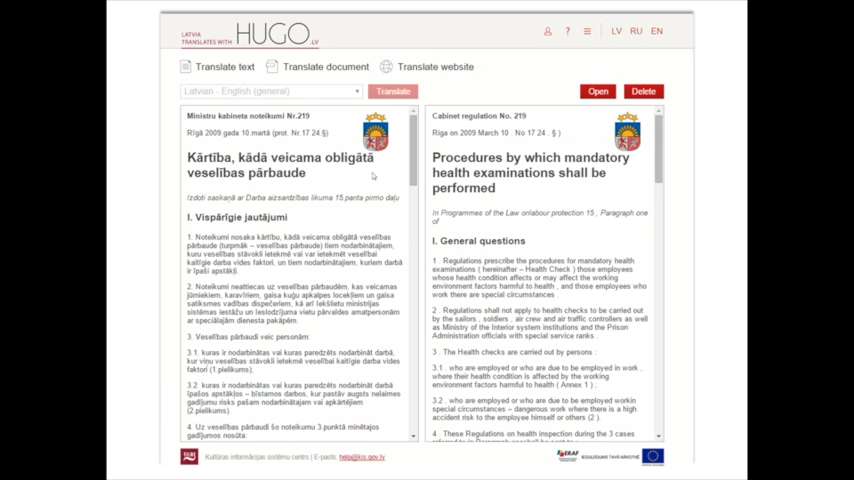 LATVIA
TRANSLATES WITH HUGO.LV
? LV RU EN
Translate text Translate document Translate website
Latvian - English (general) Translate Open Delete
Ministru kabineta noteikumi Nr.219
Rīgā 2009.gada 10.martā (prot. Nr.17 24.§)
Kārtība, kādā veicama obligātā
veselības pārbaude
Izdoti saskaņā ar Darba aizsardzības likuma 15.panta pirmo daļu
I. Vispārīgie jautājumi
1. Noteikumi nosaka kārtību, kādā veicama obligātā veselības
pārbaude (turpmāk – veselības pārbaude) tiem nodarbinātajiem,
kuru veselības stāvokli ietekmē vai var ietekmēt veselībai
kaitīgie darba vides faktori, un tiem nodarbinātajiem, kuriem darbā
ir īpaši apstākļi.
2. Noteikumi neattiecas uz veselības pārbaudēm, kas veicamas
jūrniekiem, karavīriem, gaisa kuģu apkalpes locekļiem un gaisa
satiksmes vadības dispečeriem, kā arī Iekšlietu ministrijas
sistēmas iestāžu un Ieslodzījuma vietu pārvaldes amatpersonām
ar speciālajām dienesta pakāpēm.
3. Veselības pārbaudi veic personām:
3.1. kuras ir nodarbinātas vai kuras paredzēts nodarbināt darbā,
kur viņu veselības stāvokli ietekmē veselībai kaitīgie darba vides
faktori (1.pielikums);
3.2. kuras ir nodarbinātas vai kuras paredzēts nodarbināt darbā
īpašos apstākļos – bīstamos darbos, kur pastāv augsts nelaimes
gadījumu risks pašam nodarbinātajam vai apkārtējiem
(2.pielikums).
4. Uz veselības pārbaudi šo noteikumu 3.punktā minētajos
gadījumos nosūta:
Cabinet regulation No. 219
Riga on 2009 March 10 . No 17 24 . § )
Procedures by which mandatory
health examinations shall be
performed
In Programmes of the Law onlabour protection 15 , Paragraph one
of
I. General questions
1 . Regulations prescribe the procedures for mandatory health
examinations ( hereinafter – Health Check ) those employees
whose health condition affects or may affect the working
environment factors harmful to health , and those employees who
work there are special circumstances .
2 . Regulations shall not apply to health checks to be carried out
by the sailors , soldiers , air crew and air traffic controllers as well
as Ministry of the Interior system institutions and the Prison
Administration officials with special service ranks .
3 . The Health checks are carried out by persons :
3.1 . who are employed or who are due to be employed in work ,
where their health condition is affected by the working
environment factors harmful to health ( Annex 1 ) ;
3.2 . who are employed or who are due to be employed workin
special circumstances – dangerous work where there is a high
accident risk to the employee himself or others (2 ).
4 . These Regulations on health inspection during the 3 cases
Kultūras informācijas sistēmu centrs | E-pasts: help@kis.gov.lv
ERAF IEGULDĪJUMS TAVĀ NĀKOTNĒ